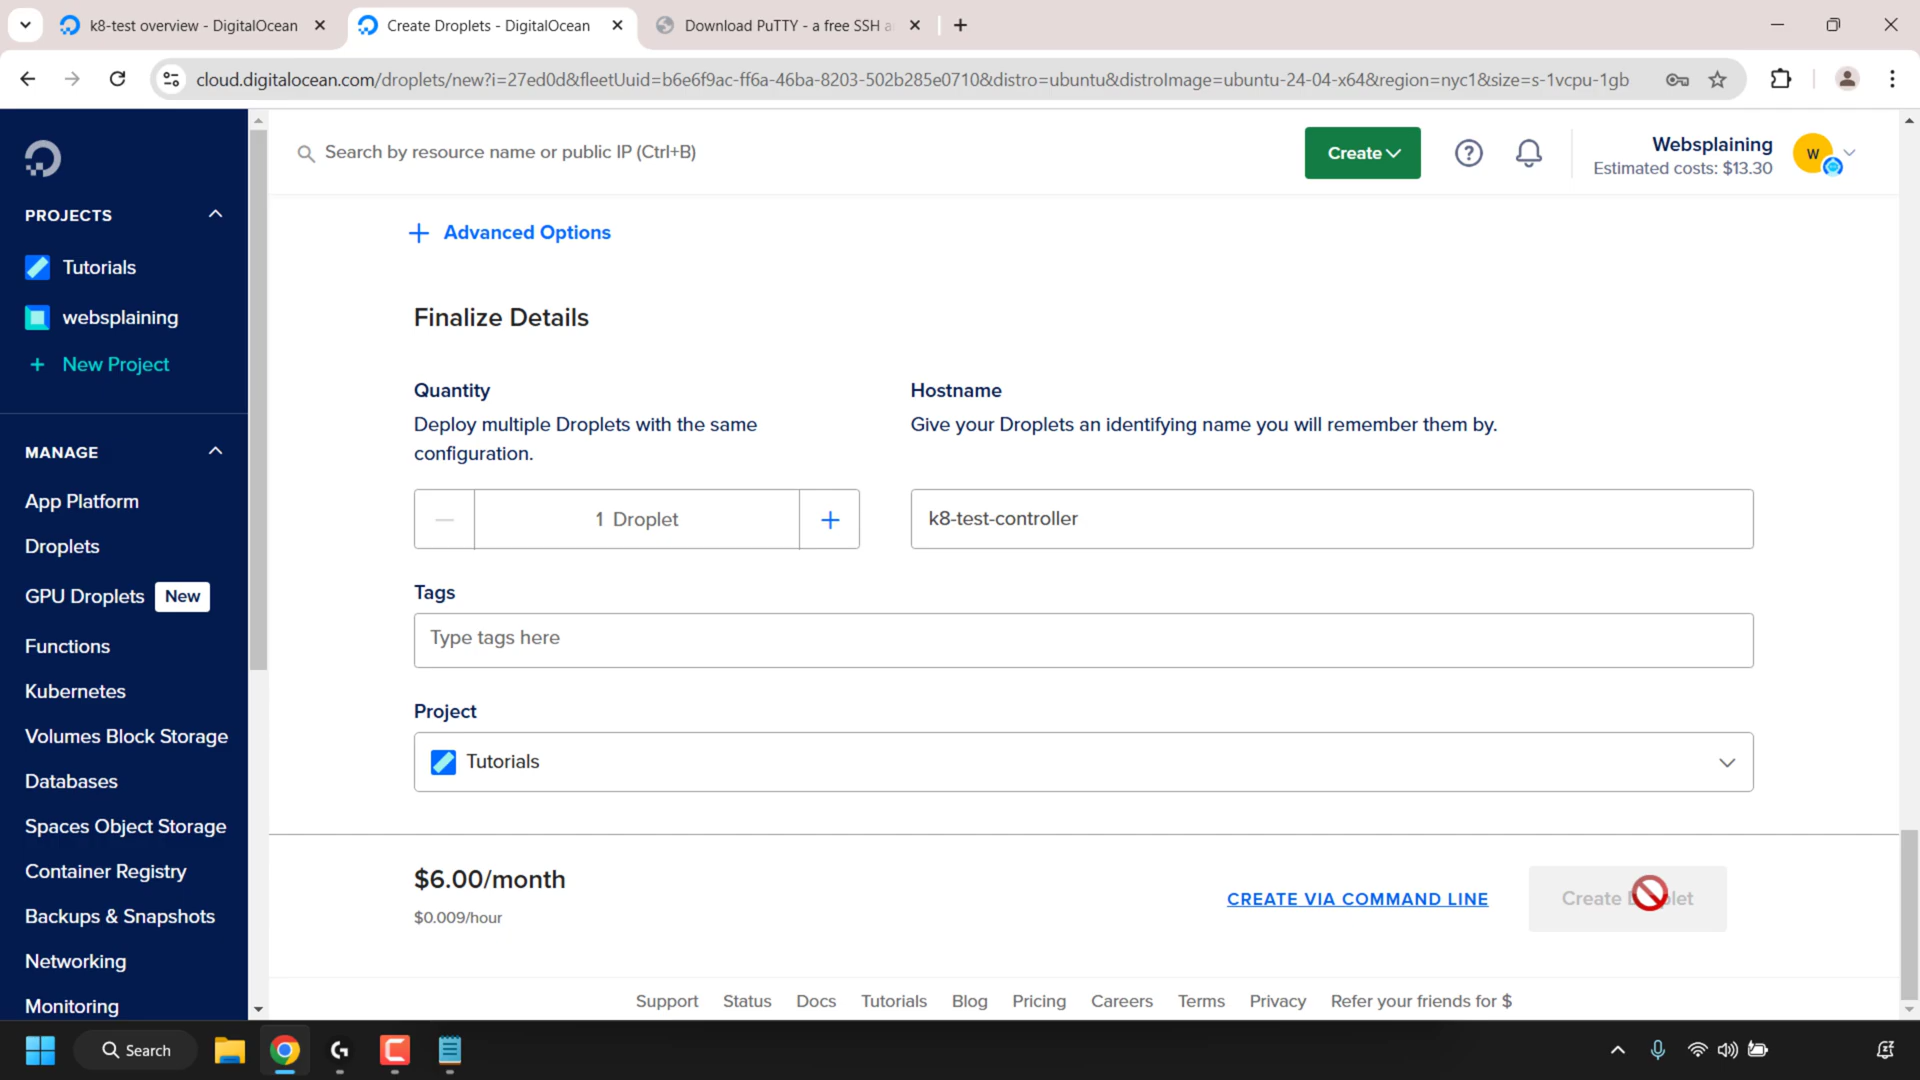 k8-test overview - DigitalOcean
Create Droplets - DigitalOcean
Download PuTTY - a free SSH a
cloud.digitalocean.com/droplets/new?i=27ed0d&fleetUuid=b6e6f9ac-ff6a-46ba-8203-502b285e0710&distro=ubuntu&distroImage=ubuntu-24-04-x64&region=nyc1&size=s-1vcpu-1gb
Search by resource name or public IP (Ctrl+B)
Create
Websplaining
Estimated costs: $13.30
W
PROJECTS
Tutorials
websplaining
+ New Project
MANAGE
App Platform
Droplets
GPU Droplets New
Functions
Kubernetes
Volumes Block Storage
Databases
Spaces Object Storage
Container Registry
Backups & Snapshots
Networking
Monitoring
+ Advanced Options
Finalize Details
Quantity
Deploy multiple Droplets with the same
configuration.
1 Droplet
Hostname
Give your Droplets an identifying name you will remember them by.
k8-test-controller
Tags
Type tags here
Project
Tutorials
$6.00/month
$0.009/hour
CREATE VIA COMMAND LINE
Create
Support Status Docs Tutorials Blog Pricing Careers Terms Privacy Refer your friends for $
Search